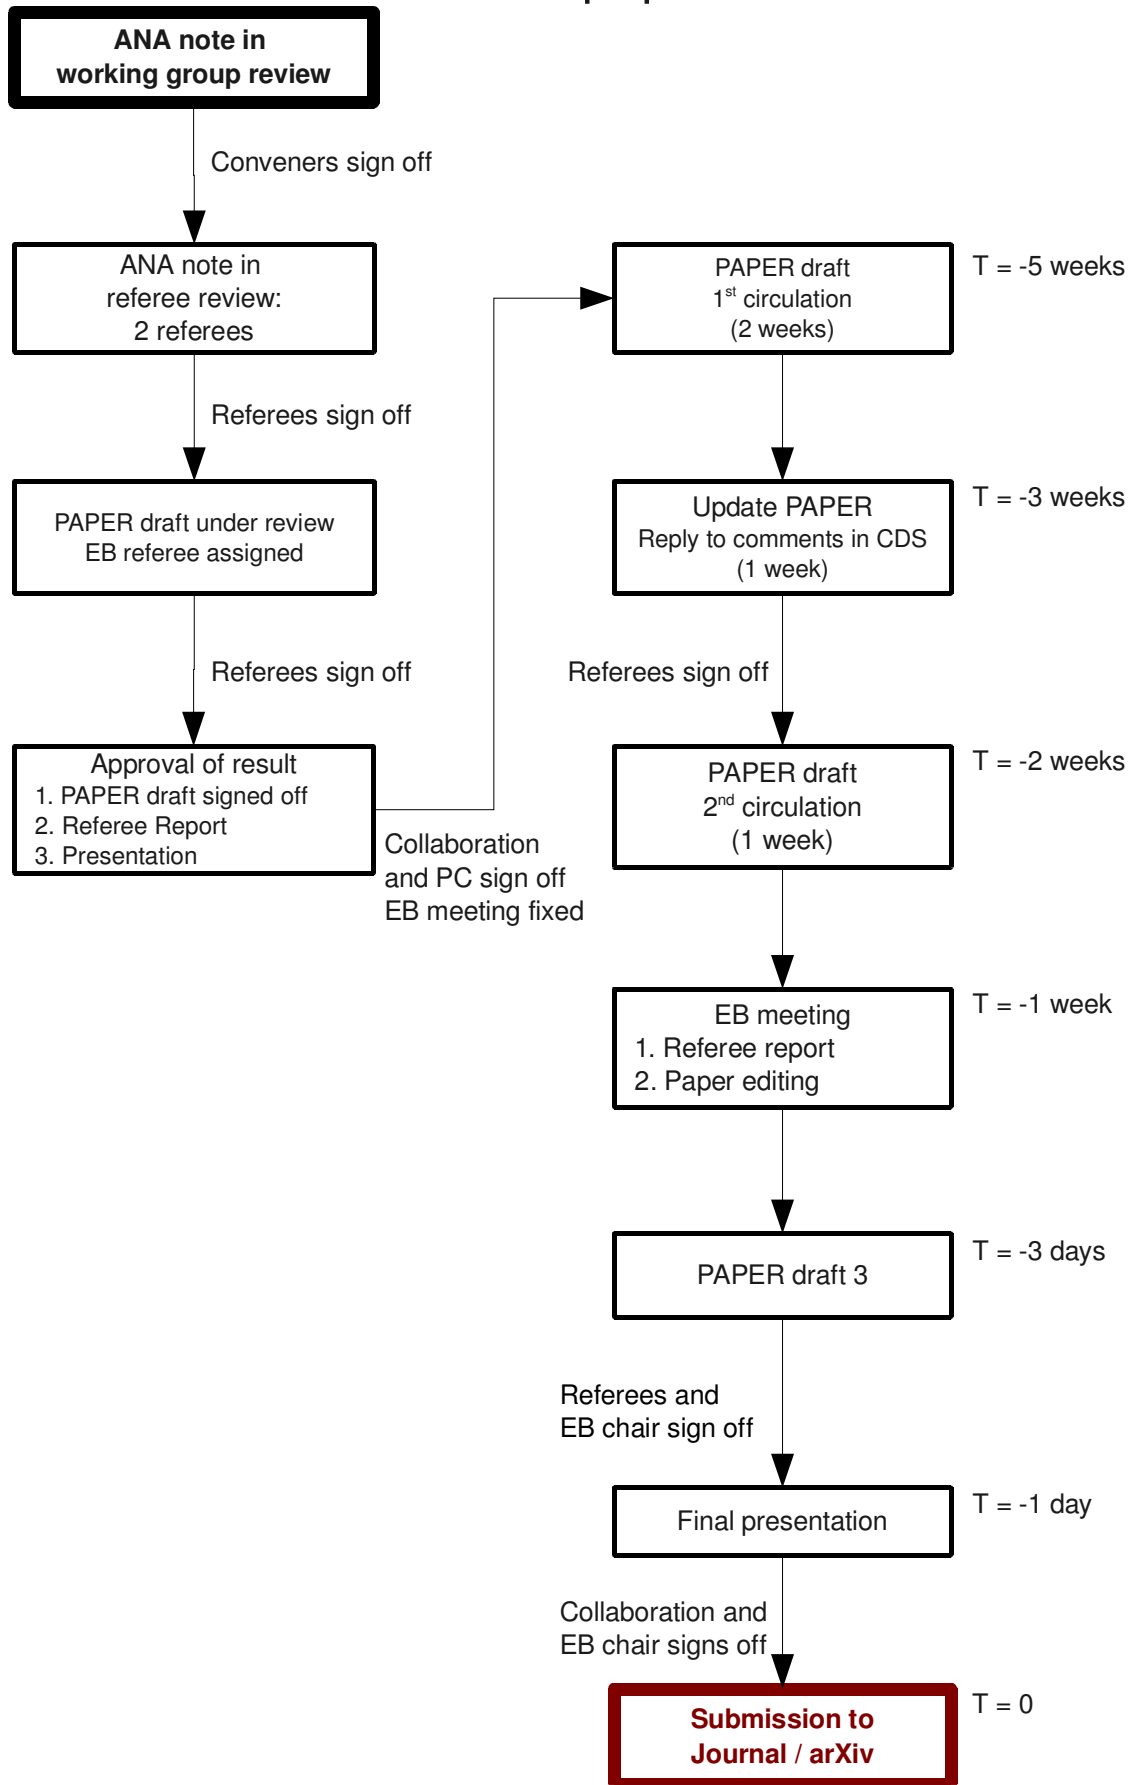 ANA note in
working group review
Conveners sign off
ANA note in
referee review:
2 referees
Referees sign off
PAPER draft under review
EB referee assigned
Referees sign off
Approval of result
1. PAPER draft signed off
2. Referee Report
3. Presentation
Collaboration
and PC sign off
EB meeting fixed
PAPER draft
1st circulation
(2 weeks)
T = -5 weeks
Update PAPER
Reply to comments in CDS
(1 week)
T = -3 weeks
Referees sign off
PAPER draft
2nd circulation
(1 week)
T = -2 weeks
EB meeting
1. Referee report
2. Paper editing
T = -1 week
PAPER draft 3
T = -3 days
Referees and
EB chair sign off
Final presentation
T = -1 day
Collaboration and
EB chair signs off
Submission to
Journal / arXiv
T = 0